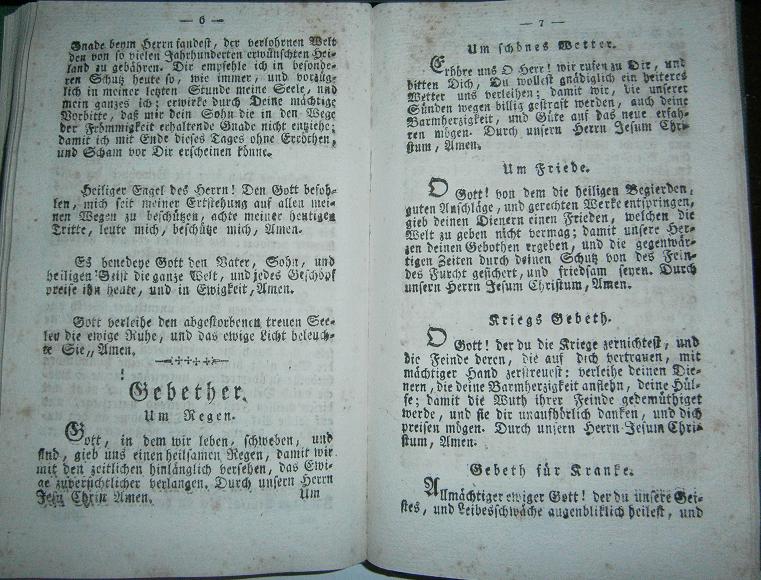 — 6 —
Gnade beym Herrn fandest, der verlohrnen Welt
den von so vielen Jahrhunderten erwünschten Hei-
land zu gebähren. Dir empfehle ich in besonde-
ren Schutz heute so, wie immer, und vorzüg-
lich in meiner letzten Stunde meine Seele, und
mein ganzes ich; erwirke durch Deine mächtige
Vorbitte, daß mir dein Sohn die in den Wege
der Frömmigkeit erhaltende Gnade nicht entziehe;
damit ich mit Ende dieses Tages ohne Erröthen,
und Scham vor Dir erscheinen könne.
Heiliger Engel des Herrn! Den Gott befoh-
len, mich seit meiner Entstehung auf allen mei-
nen Wegen zu beschützen, achte meiner heutigen
Tritte, leute mich, beschütze mich, Amen.
Es benedeye Gott den Vater, Sohn, und
heiligen Geist die ganze Welt, und jedes Geschöpf
preise ihn heute, und in Ewigkeit, Amen.
Gott verleihe den abgestorbenen treuen See-
len die ewige Ruhe, und das ewige Licht beleuch-
te Sie,, Amen.
Gebether.
Um Regen.
Gott, in dem wir leben, schweben, und
sind, gieb uns einen heilsamen Regen, damit wir
mit den zeitlichen hinlänglich versehen, das Ewi-
ge zuversichtlicher verlangen. Durch unsern Herrn
Jesu Christ Amen.
Um
— 7 —
Um schönes Wetter.
Erhöre uns O Herr! wir rufen zu Dir, und
bitten Dich, Du wollest gnädiglich ein heiteres
Wetter uns verleihen; damit wir, die unserer
Sünden wegen billig gestraft werden, auch deine
Barmherzigkeit, und Güte auf das neue erfah-
ren mögen. Durch unsern Herrn Jesum Chri-
stum, Amen.
Um Friede.
O Gott! von dem die heiligen Begierden,
guten Anschläge, und gerechten Werke entspringen,
gieb deinen Dienern einen Frieden, welchen die
Welt zu geben nicht vermag; damit unsere Her-
zen deinen Gebothen ergeben, und die gegenwär-
tigen Zeiten durch deinen Schutz von des Fein-
des Furcht gesichert, und friedsam seyen. Durch
unsern Herrn Jesum Christum, Amen.
Kriegs Gebeth.
O Gott! der du die Kriege zernichtest, und
die Feinde deren, die auf dich vertrauen, mit
mächtiger Hand zerstreuest: verleihe deinen Die-
nern, die deine Barmherzigkeit anflehn, deine Hül-
fe; damit die Wuth ihrer Feinde gedemüthiget
werde, und sie dir unaufhörlich danken, und dich
preisen mögen. Durch unsern Herrn Jesum Chri-
stum, Amen.
Gebeth für Kranke.
Allmächtiger ewiger Gott! der du unsere Gei-
stes, und Leibesschwäche augenbliklich heilest, und